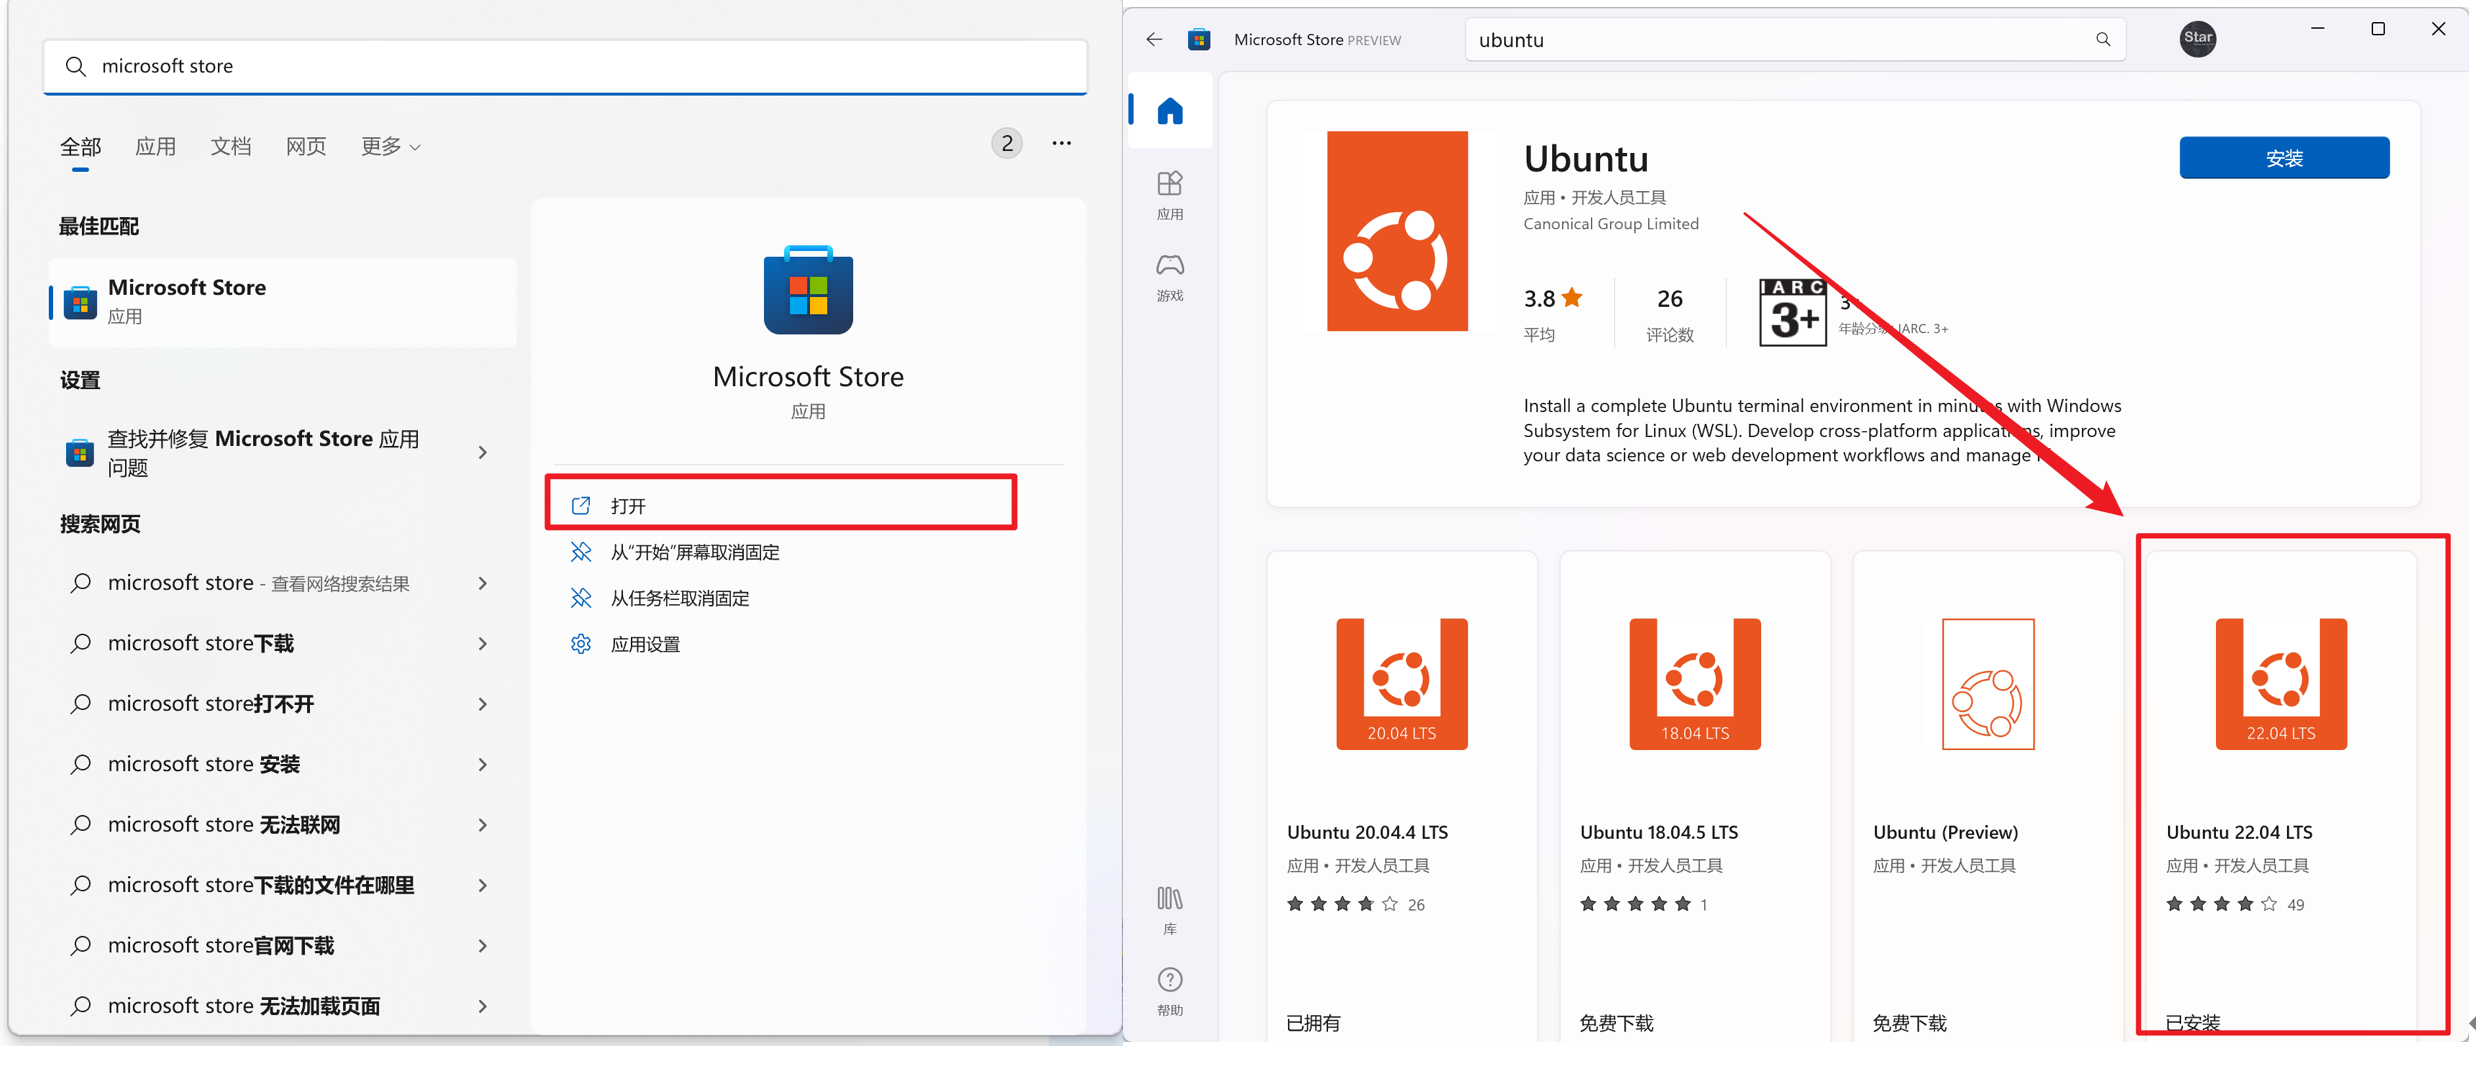 microsoft store
全部 应用 文档 网页 更多
2
最佳匹配
Microsoft Store
应用
设置
查找并修复 Microsoft Store 应用
问题
搜索网页
microsoft store - 查看网络搜索结果
microsoft store下载
microsoft store打不开
microsoft store 安装
microsoft store 无法联网
microsoft store下载的文件在哪里
microsoft store官网下载
microsoft store 无法加载页面
Microsoft Store
应用
打开
从“开始”屏幕取消固定
从任务栏取消固定
应用设置
Microsoft Store PREVIEW
ubuntu
Star
应用
游戏
库
帮助
Ubuntu
应用 • 开发人员工具
Canonical Group Limited
安装
3.8
平均
26
评论数
IARC
3+
3+
年龄分级: IARC. 3+
Install a complete Ubuntu terminal environment in minutes with Windows
Subsystem for Linux (WSL). Develop cross-platform applications, improve
your data science or web development workflows and manage
20.04 LTS
Ubuntu 20.04.4 LTS
应用 • 开发人员工具
26
已拥有
18.04 LTS
Ubuntu 18.04.5 LTS
应用 • 开发人员工具
1
免费下载
Ubuntu (Preview)
应用 • 开发人员工具
免费下载
22.04 LTS
Ubuntu 22.04 LTS
应用 • 开发人员工具
49
已安装